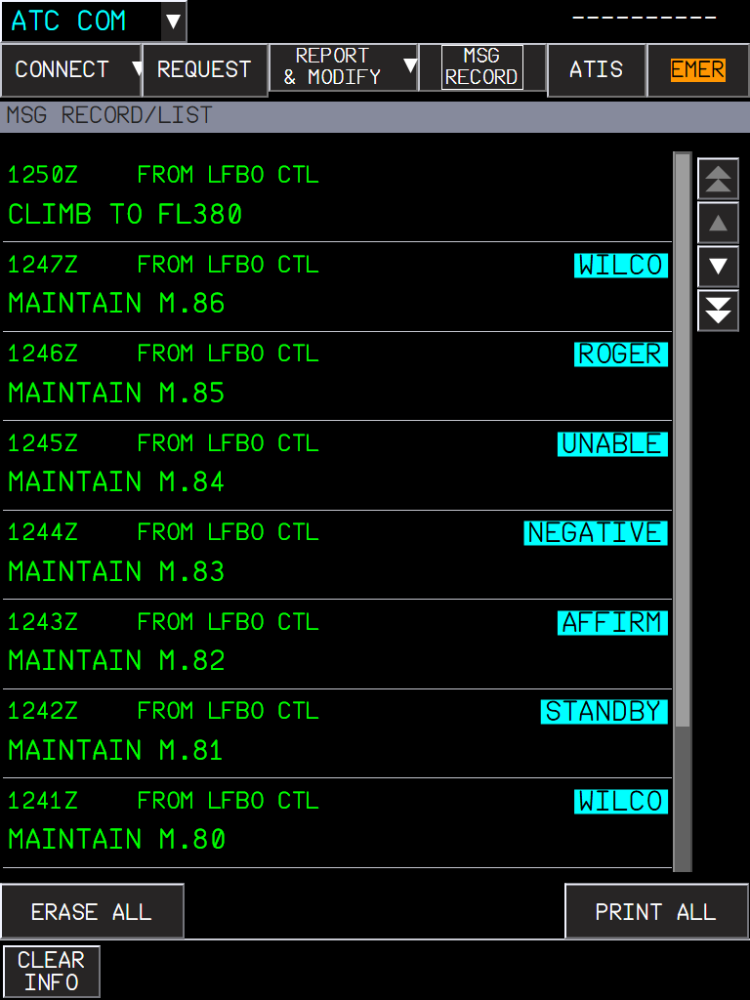 ATC COM
----------
CONNECT
REQUEST
REPORT
& MODIFY
MSG
RECORD
ATIS
EMER
MSG RECORD/LIST
1250Z FROM LFBO CTL
CLIMB TO FL380
1247Z FROM LFBO CTL WILCO
MAINTAIN M.86
1246Z FROM LFBO CTL ROGER
MAINTAIN M.85
1245Z FROM LFBO CTL UNABLE
MAINTAIN M.84
1244Z FROM LFBO CTL NEGATIVE
MAINTAIN M.83
1243Z FROM LFBO CTL AFFIRM
MAINTAIN M.82
1242Z FROM LFBO CTL STANDBY
MAINTAIN M.81
1241Z FROM LFBO CTL WILCO
MAINTAIN M.80
ERASE ALL
PRINT ALL
CLEAR
INFO